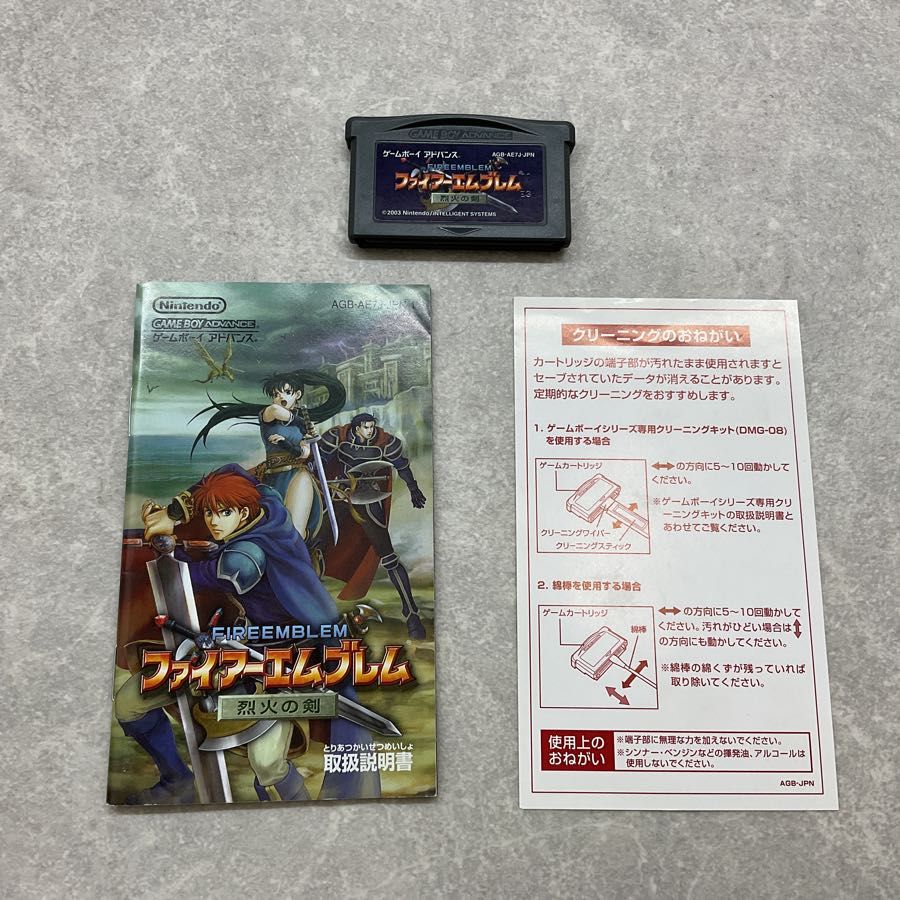 GAME BOY ADVANCE
ゲームボーイ アドバンス
AGB-AE7J-JPN
FIREEMBLEM
ファイアーエムブレム
烈火の剣
©2003 Nintendo/INTELLIGENT SYSTEMS
Nintendo
AGB-AE7J-JPN
GAME BOY ADVANCE
ゲームボーイ アドバンス®
FIREEMBLEM
ファイアーエムブレム
烈火の剣
とりあつかいせつめいしょ
取扱説明書
クリーニングのおねがい
カートリッジの端子部が汚れたまま使用されますと
セーブされていたデータが消えることがあります。
定期的なクリーニングをおすすめします。
1. ゲームボーイシリーズ専用クリーニングキット(DMG-08)
を使用する場合
ゲームカートリッジ
クリーニングワイパー
クリーニングスティック
↔の方向に5〜10回動かして
ください。
※ゲームボーイシリーズ専用クリ
ーニングキットの取扱説明書と
あわせてご覧ください。
2. 綿棒を使用する場合
ゲームカートリッジ
綿棒
↔の方向に5〜10回動かして
ください。汚れがひどい場合は↕
の方向にも動かしてください。
※綿棒の綿くずが残っていれば
取り除いてください。
使用上の
おねがい
※端子部に無理な力を加えないでください。
※シンナー・ベンジンなどの揮発油、アルコールは
使用しないでください。
AGB-JPN